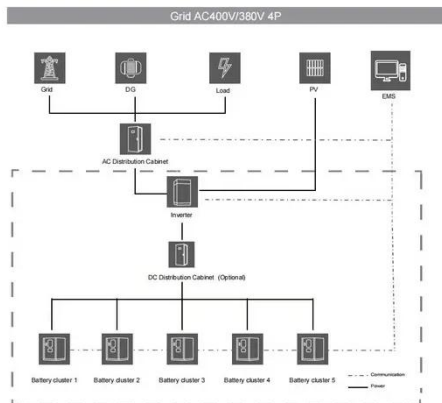 Grid AC400V/380V 4P
Grid DG Load PV EMS
AC Distribution Cabinet
Inverter
DC Distribution Cabinet (Optional)
Battery cluster 1 Battery cluster 2 Battery cluster 3 Battery cluster 4 Battery cluster 5
Communication
Power